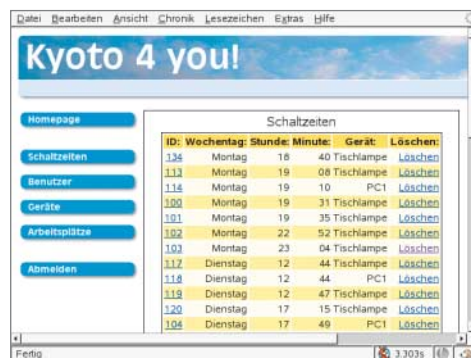 Datei Bearbeiten Ansicht Chronik Lesezeichen Extras Hilfe
Kyoto 4 you!
Homepage
Schaltzeiten
Benutzer
Geräte
Arbeitsplätze
Abmelden
Schaltzeiten
ID: Wochentag: Stunde: Minute: Gerät: Löschen:
134 Montag 18 40 Tischlampe Löschen
113 Montag 19 08 Tischlampe Löschen
114 Montag 19 10 PC1 Löschen
100 Montag 19 31 Tischlampe Löschen
101 Montag 19 35 Tischlampe Löschen
102 Montag 22 52 Tischlampe Löschen
103 Montag 23 04 Tischlampe Löschen
117 Dienstag 12 44 Tischlampe Löschen
118 Dienstag 12 44 PC1 Löschen
119 Dienstag 12 47 Tischlampe Löschen
120 Dienstag 17 15 Tischlampe Löschen
104 Dienstag 17 49 PC1 Löschen
Fertig 3.303s